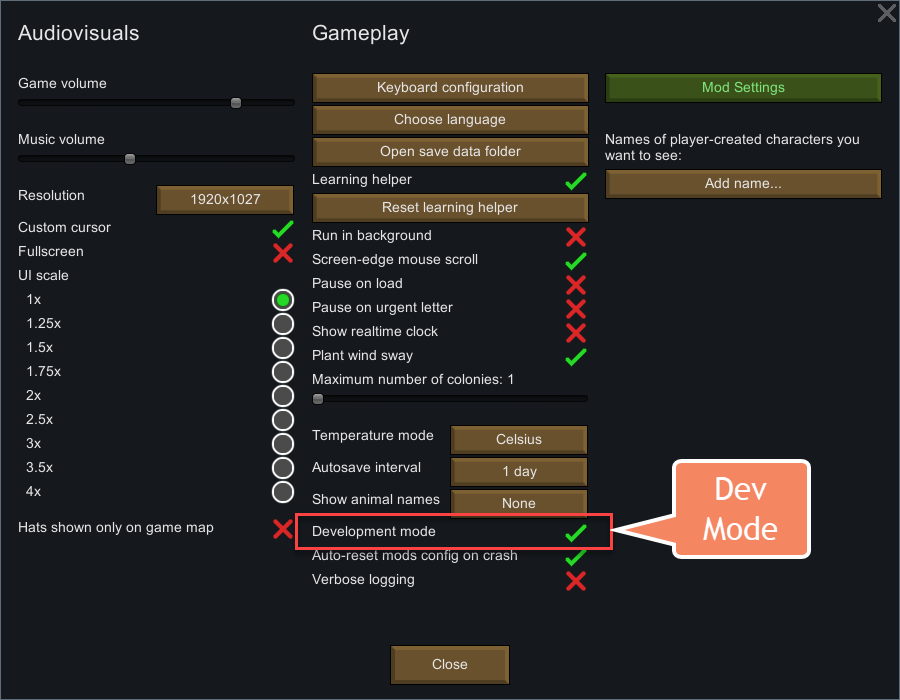 Audiovisuals
Game volume
Music volume
Resolution
1920x1027
Custom cursor
Fullscreen
UI scale
1x
1.25x
1.5x
1.75x
2x
2.5x
3x
3.5x
4x
Hats shown only on game map
Gameplay
Keyboard configuration
Choose language
Open save data folder
Learning helper
Reset learning helper
Run in background
Screen-edge mouse scroll
Pause on load
Pause on urgent letter
Show realtime clock
Plant wind sway
Maximum number of colonies: 1
Temperature mode
Celsius
Autosave interval
1 day
Show animal names
None
Development mode
Auto-reset mods config on crash
Verbose logging
Mod Settings
Names of player-created characters you
want to see:
Add name...
Dev
Mode
Close